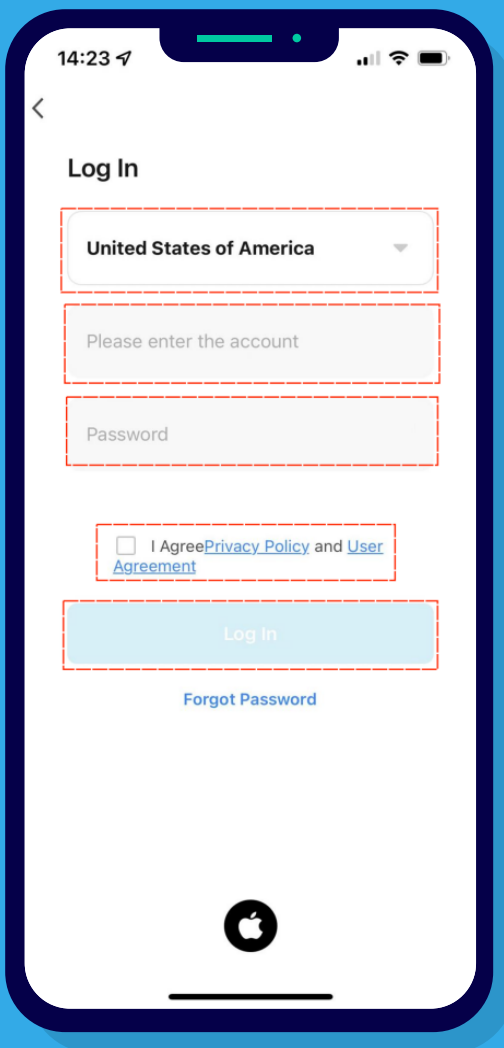 14:23
Log In
United States of America
Please enter the account
Password
I AgreePrivacy Policy and User
Agreement
Log In
Forgot Password